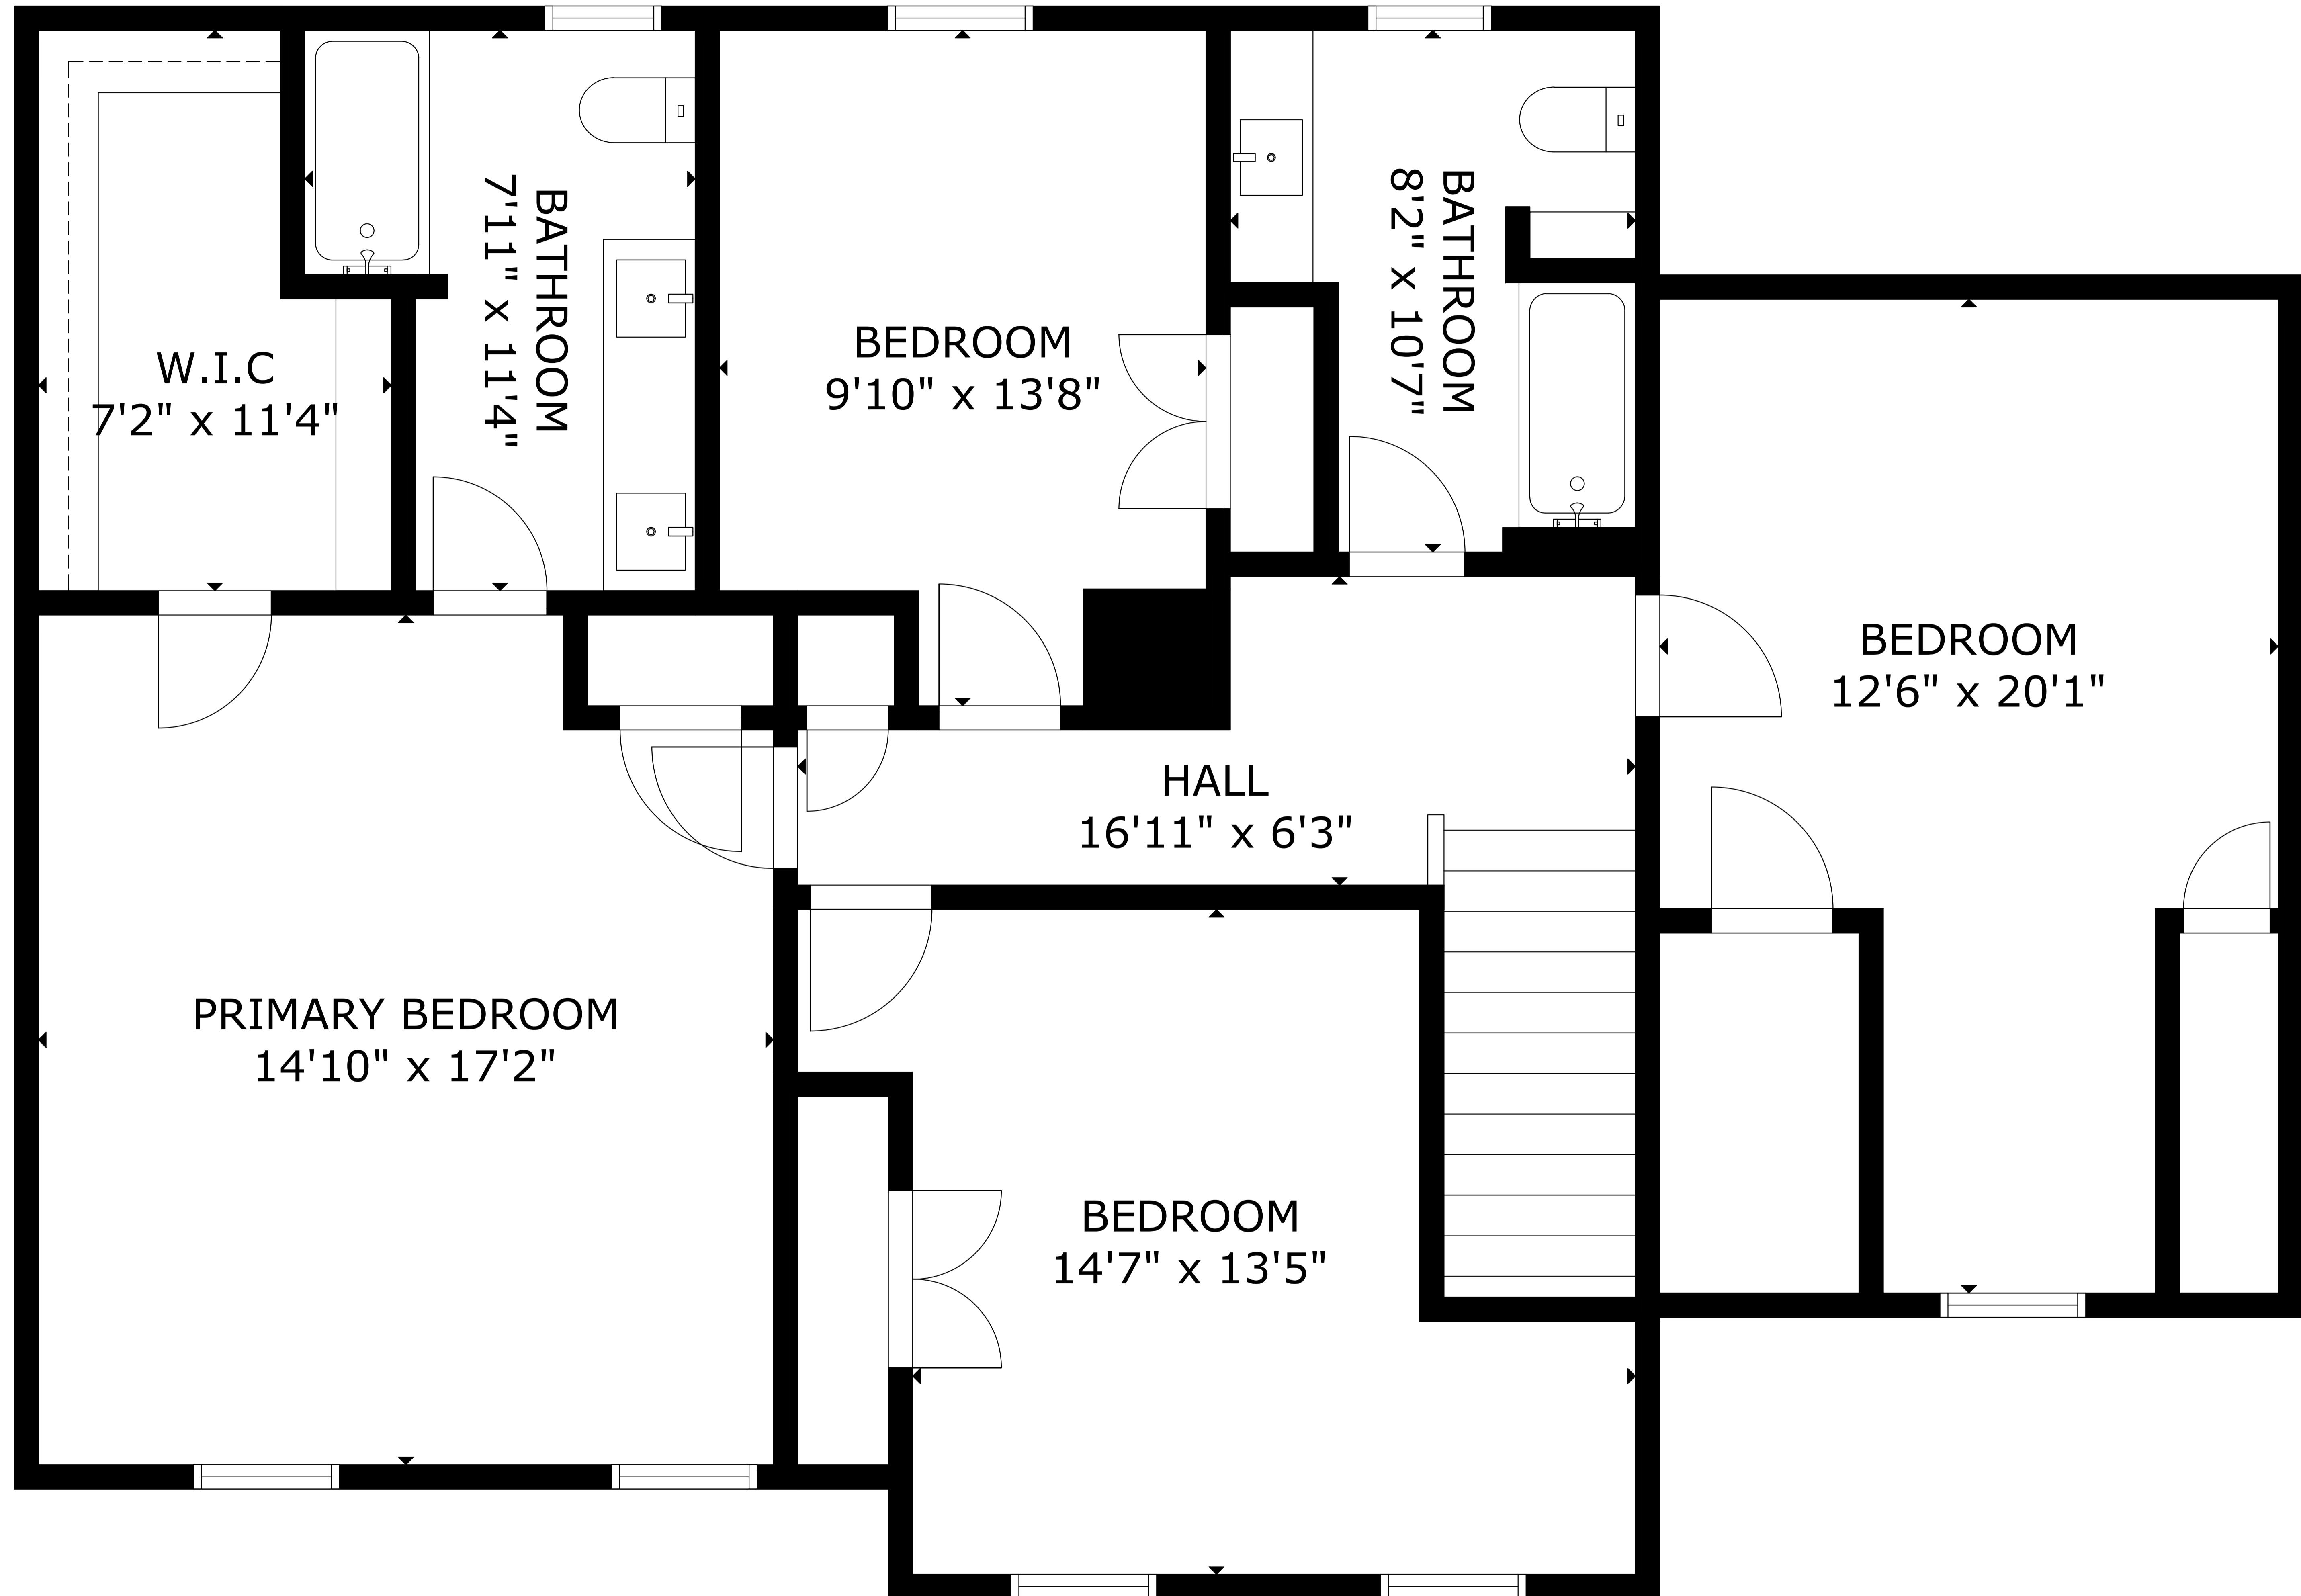 W.I.C
7'2" x 11'4"
BATHROOM
7'11" x 11'4"
BEDROOM
9'10" x 13'8"
BATHROOM
8'2" x 10'7"
BEDROOM
12'6" x 20'1"
HALL
16'11" x 6'3"
PRIMARY BEDROOM
14'10" x 17'2"
BEDROOM
14'7" x 13'5"